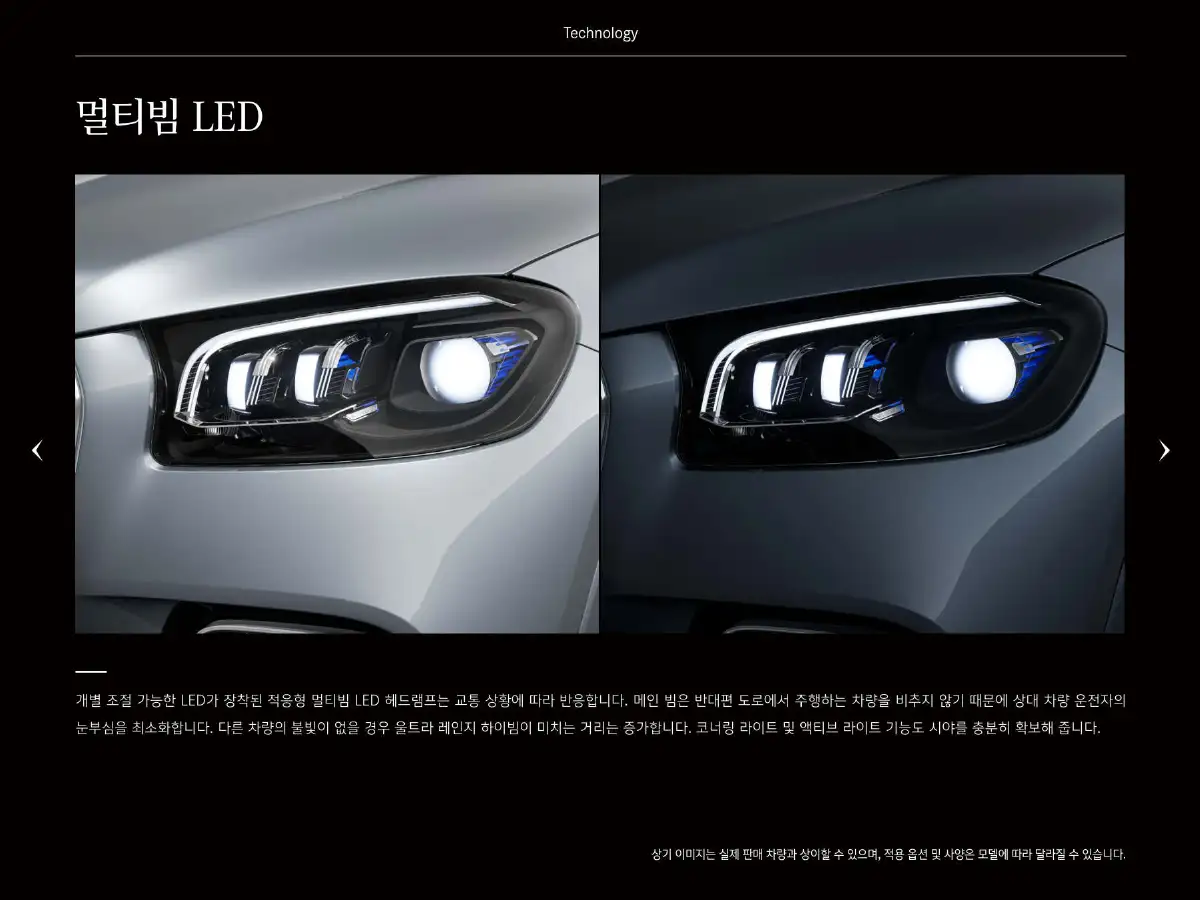 Technology
멀티빔 LED
개별 조절 가능한 LED가 장착된 적응형 멀티빔 LED 헤드램프는 교통 상황에 따라 반응합니다. 메인 빔은 반대편 도로에서 주행하는 차량을 비추지 않기 때문에 상대 차량 운전자의
눈부심을 최소화합니다. 다른 차량의 불빛이 없을 경우 울트라 레인지 하이빔이 미치는 거리는 증가합니다. 코너링 라이트 및 액티브 라이트 기능도 시야를 충분히 확보해 줍니다.
상기 이미지는 실제 판매 차량과 상이할 수 있으며, 적용 옵션 및 사양은 모델에 따라 달라질 수 있습니다.